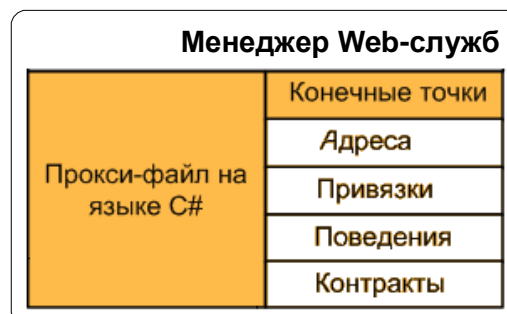 Менеджер Web-служб
Прокси-файл на
языке C#
Конечные точки
Адреса
Привязки
Поведения
Контракты